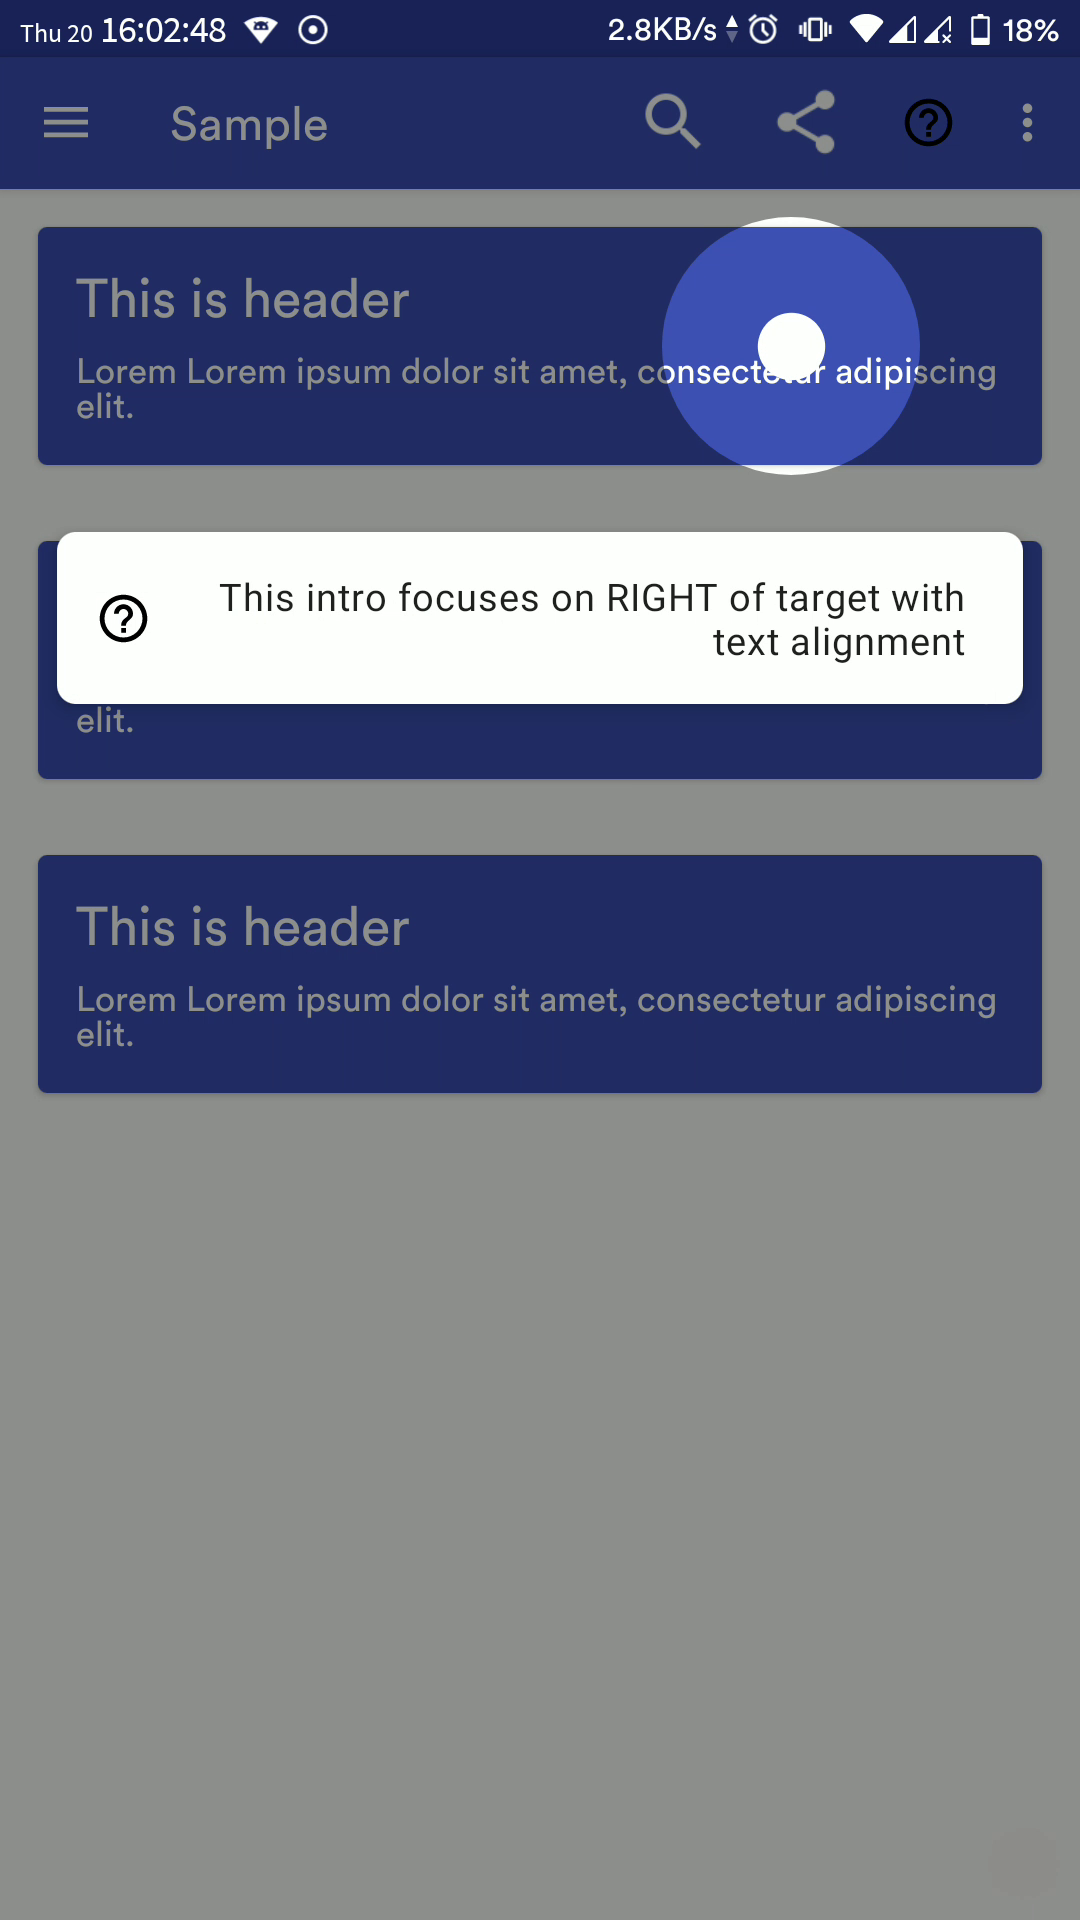 Thu 20 16:02:48 2.8KB/s 18%
Sample
This is header
Lorem Lorem ipsum dolor sit amet, consectetur adipiscing
elit.
This intro focuses on RIGHT of target with
text alignment
elit.
This is header
Lorem Lorem ipsum dolor sit amet, consectetur adipiscing
elit.